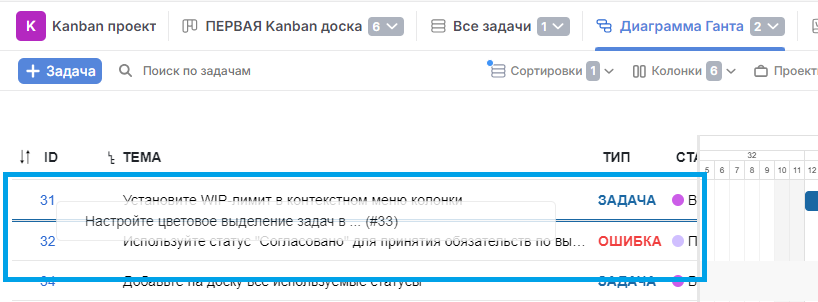 K Kanban проект ПЕРВАЯ Kanban доска 6 Все задачи 1 Диаграмма Ганта 2
+ Задача Поиск по задачам Сортировки 1 Колонки 6 Проект
ID ТЕМА ТИП СТА
32
5 6 7 8 9 10 11 12
31 Установите WIP-лимит в контекстном меню колонки ЗАДАЧА В
Настройте цветовое выделение задач в ... (#33)
32 Используйте статус "Согласовано" для принятия обязательств по вы... ОШИБКА П
34 Добавьте на доску все используемые статусы ЗАДАЧА В